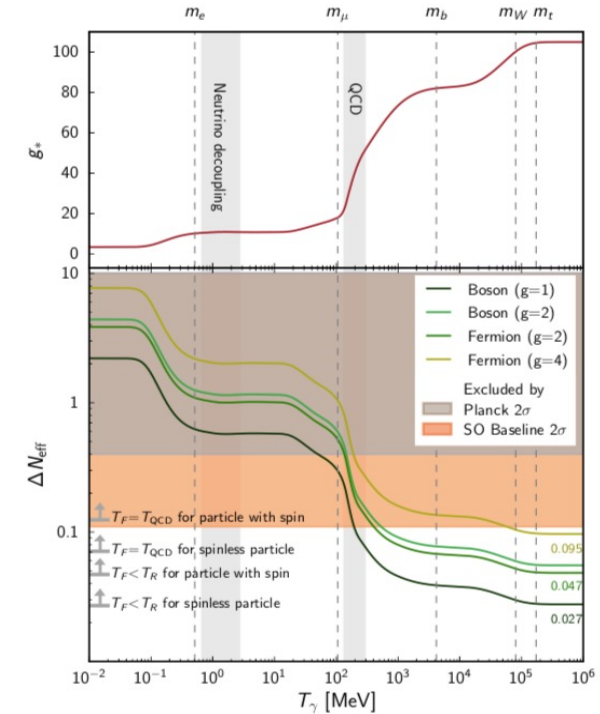 m_e m_μ m_b m_W m_t
g_*
100
80
60
40
20
0
Neutrino decoupling
QCD
ΔN_eff
10
1
0.1
Boson (g=1)
Boson (g=2)
Fermion (g=2)
Fermion (g=4)
Excluded by
Planck 2σ
SO Baseline 2σ
T_F = T_QCD for particle with spin
T_F = T_QCD for spinless particle
T_F < T_R for particle with spin
T_F < T_R for spinless particle
0.095
0.047
0.027
10^−2 10^−1 10^0 10^1 10^2 10^3 10^4 10^5 10^6
T_γ [MeV]